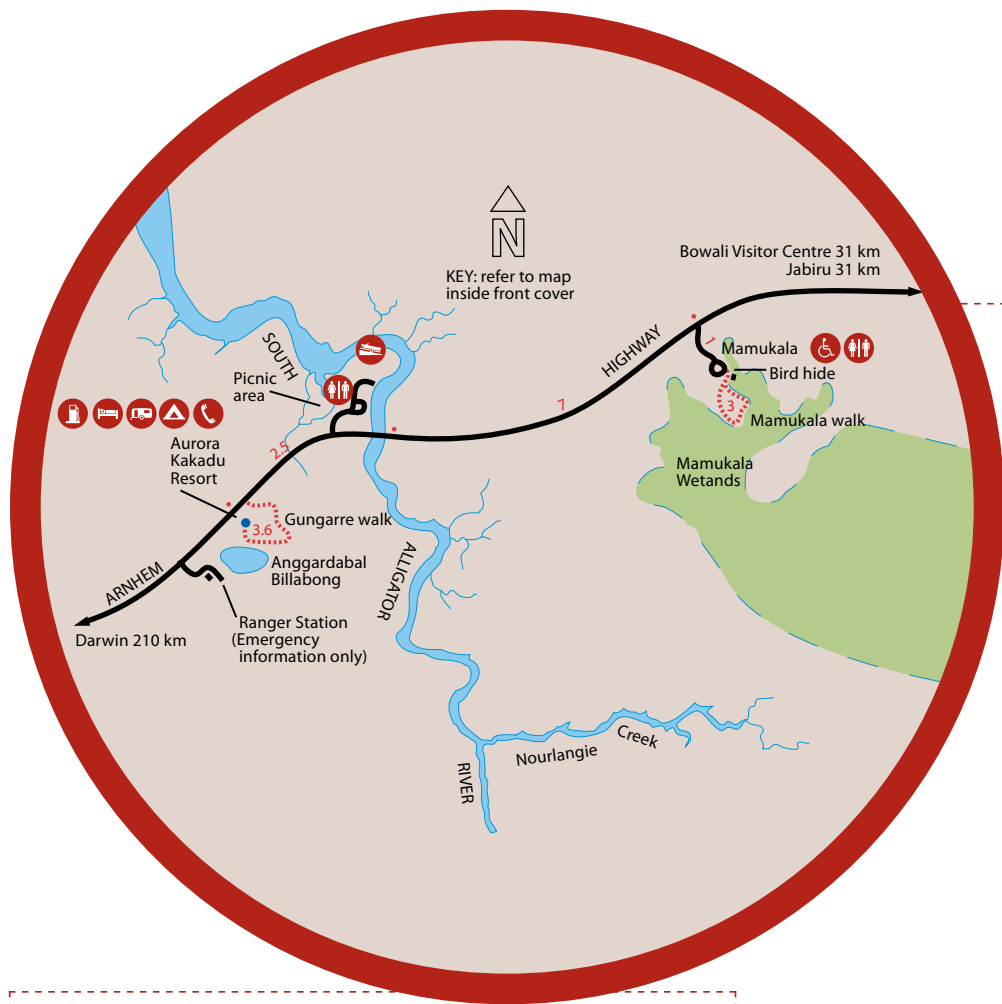 N
KEY: refer to map
inside front cover
Bowali Visitor Centre 31 km
Jabiru 31 km
SOUTH
HIGHWAY
1
Mamukala
Bird hide
Picnic
area
7
3
Mamukala walk
Aurora
Kakadu
Resort
2.5
Mamukala
Wetands
3.6
Gungarre walk
Anggardabal
Billabong
ALLIGATOR
ARNHEM
Ranger Station
(Emergency
information only)
Darwin 210 km
Nourlangie
Creek
RIVER